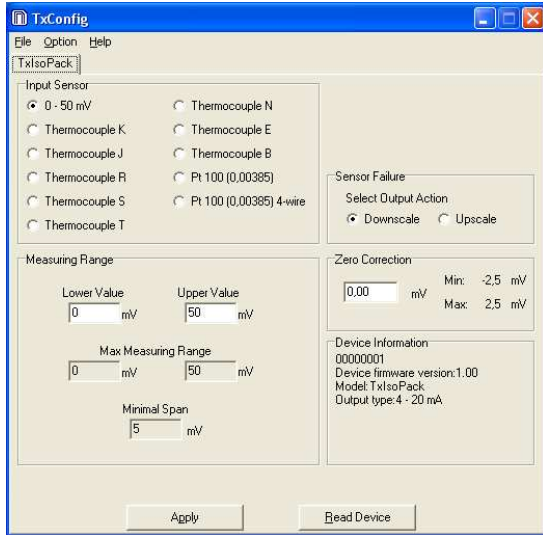 TxConfig
File Option Help
TxIsoPack
Input Sensor
0 - 50 mV
Thermocouple N
Thermocouple K
Thermocouple E
Thermocouple J
Thermocouple B
Thermocouple R
Pt 100 (0,00385)
Thermocouple S
Pt 100 (0,00385) 4-wire
Thermocouple T
Sensor Failure
Select Output Action
Downscale Upscale
Measuring Range
Lower Value Upper Value
0 mV 50 mV
Max Measuring Range
0 mV 50 mV
Minimal Span
5 mV
Zero Correction
0,00 mV
Min: -2,5 mV
Max: 2,5 mV
Device Information
00000001
Device firmware version:1.00
Model:TxIsoPack
Output type:4 - 20 mA
Apply
Read Device